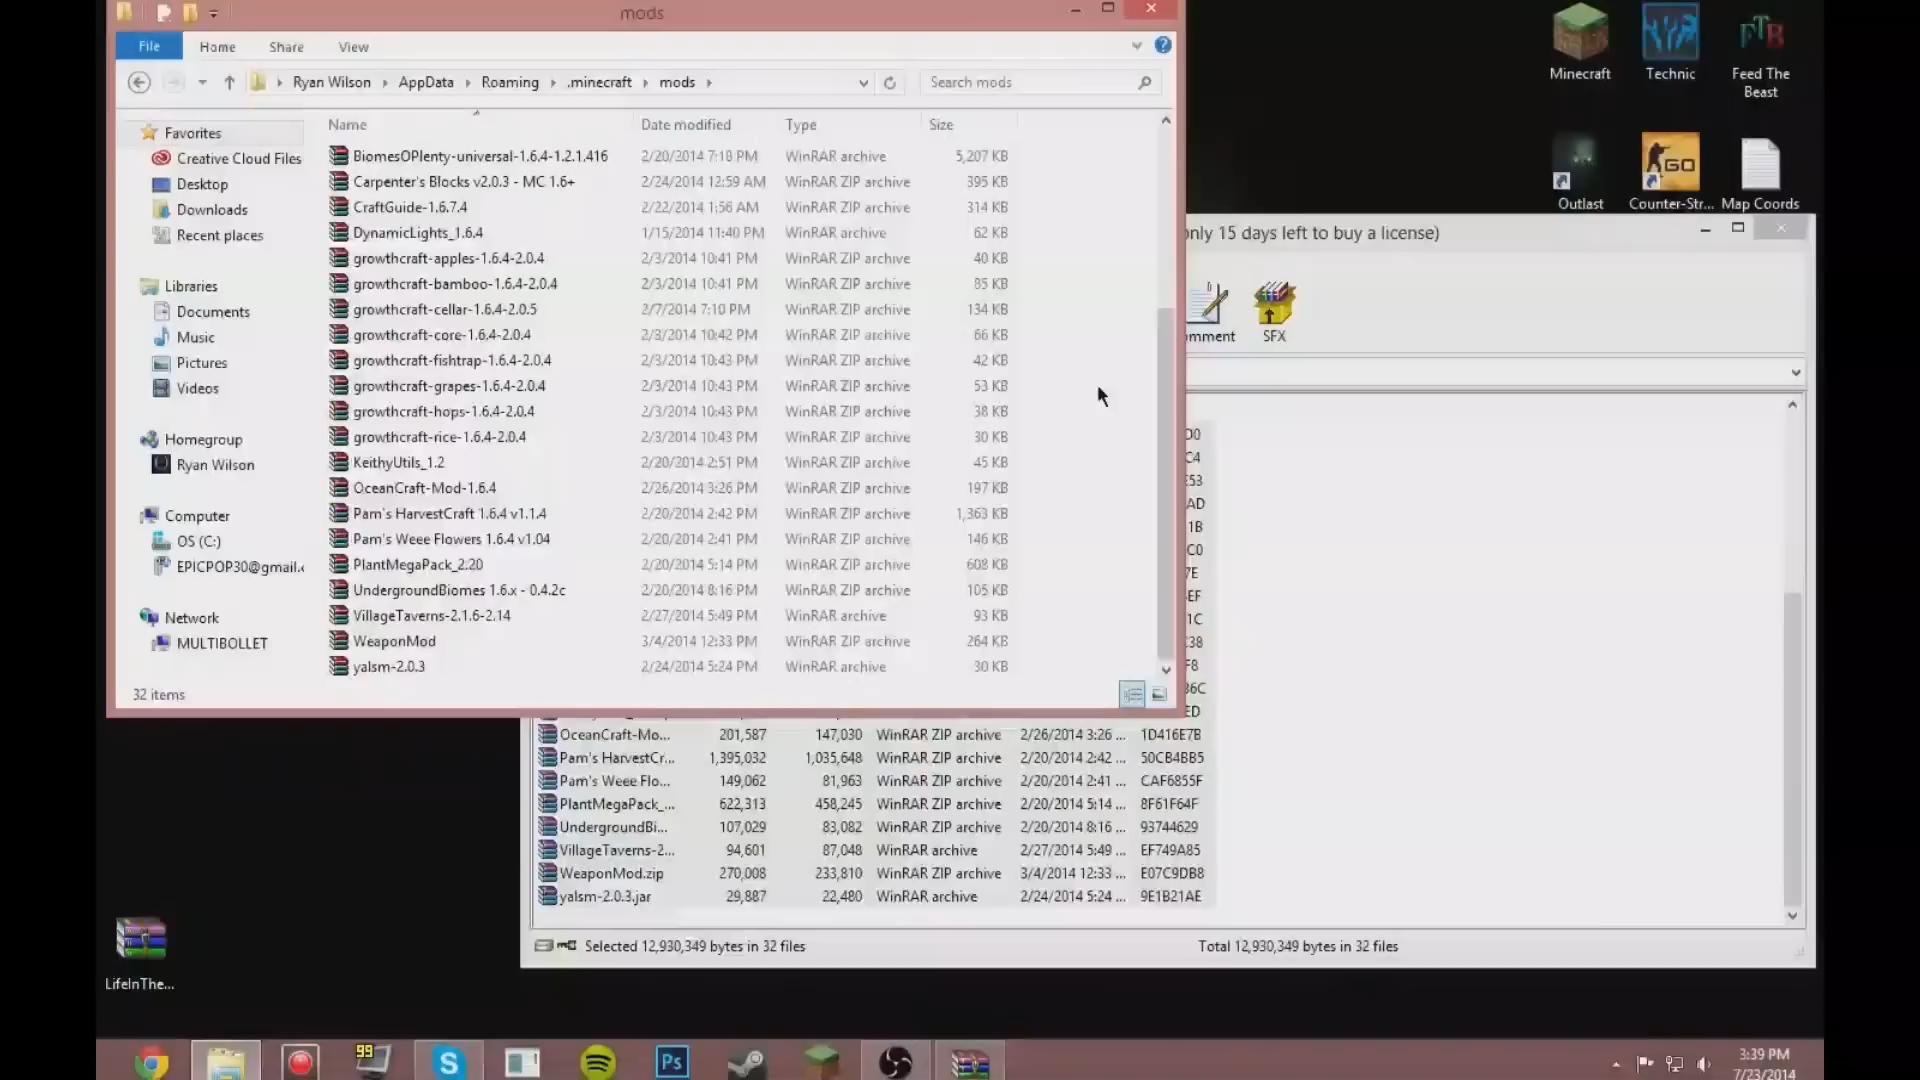 mods
File
Home
Share
View
Ryan Wilson
AppData
Roaming
.minecraft
mods
Search mods
Name
Date modified
Type
Size
Favorites
Creative Cloud Files
Desktop
Downloads
Recent places
Libraries
Documents
Music
Pictures
Videos
Homegroup
Ryan Wilson
Computer
OS (C:)
EPICPOP30@gmail.c
Network
MULTIBOLLET
BiomesOPlenty-universal-1.6.4-1.2.1.416 2/20/2014 7:18 PM WinRAR archive 5,207 KB
Carpenter's Blocks v2.0.3 - MC 1.6+ 2/24/2014 12:59 AM WinRAR ZIP archive 395 KB
CraftGuide-1.6.7.4 2/22/2014 1:56 AM WinRAR ZIP archive 314 KB
DynamicLights_1.6.4 1/15/2014 11:40 PM WinRAR archive 62 KB
growthcraft-apples-1.6.4-2.0.4 2/3/2014 10:41 PM WinRAR ZIP archive 40 KB
growthcraft-bamboo-1.6.4-2.0.4 2/3/2014 10:41 PM WinRAR ZIP archive 85 KB
growthcraft-cellar-1.6.4-2.0.5 2/7/2014 7:10 PM WinRAR ZIP archive 134 KB
growthcraft-core-1.6.4-2.0.4 2/3/2014 10:42 PM WinRAR ZIP archive 66 KB
growthcraft-fishtrap-1.6.4-2.0.4 2/3/2014 10:43 PM WinRAR ZIP archive 42 KB
growthcraft-grapes-1.6.4-2.0.4 2/3/2014 10:43 PM WinRAR ZIP archive 53 KB
growthcraft-hops-1.6.4-2.0.4 2/3/2014 10:43 PM WinRAR ZIP archive 38 KB
growthcraft-rice-1.6.4-2.0.4 2/3/2014 10:43 PM WinRAR ZIP archive 30 KB
KeithyUtils_1.2 2/20/2014 2:51 PM WinRAR ZIP archive 45 KB
OceanCraft-Mod-1.6.4 2/26/2014 3:26 PM WinRAR ZIP archive 197 KB
Pam's HarvestCraft 1.6.4 v1.1.4 2/20/2014 2:42 PM WinRAR ZIP archive 1,363 KB
Pam's Weee Flowers 1.6.4 v1.04 2/20/2014 2:41 PM WinRAR ZIP archive 146 KB
PlantMegaPack_2.20 2/20/2014 5:14 PM WinRAR ZIP archive 608 KB
UndergroundBiomes 1.6.x - 0.4.2c 2/20/2014 8:16 PM WinRAR ZIP archive 105 KB
VillageTaverns-2.1.6-2.14 2/27/2014 5:49 PM WinRAR archive 93 KB
WeaponMod 3/4/2014 12:33 PM WinRAR ZIP archive 264 KB
yalsm-2.0.3 2/24/2014 5:24 PM WinRAR archive 30 KB
32 items
Minecraft
Technic
Feed The
Beast
Outlast
Counter-Str...
Map Coords
GO
only 15 days left to buy a license)
mment
SFX
D0
C4
E53
AD
1B
C0
7E
EF
1C
C38
F8
36C
ED
OceanCraft-Mo... 201,587 147,030 WinRAR ZIP archive 2/26/2014 3:26 ... 1D416E7B
Pam's HarvestCr... 1,395,032 1,035,648 WinRAR ZIP archive 2/20/2014 2:42 ... 50CB4BB5
Pam's Weee Flo... 149,062 81,963 WinRAR ZIP archive 2/20/2014 2:41 ... CAF6855F
PlantMegaPack_... 622,313 458,245 WinRAR ZIP archive 2/20/2014 5:14 ... 8F61F64F
UndergroundBi... 107,029 83,082 WinRAR ZIP archive 2/20/2014 8:16 ... 93744629
VillageTaverns-2... 94,601 87,048 WinRAR archive 2/27/2014 5:49 ... EF749A85
WeaponMod.zip 270,008 233,810 WinRAR ZIP archive 3/4/2014 12:33 ... E07C9DB8
yalsm-2.0.3.jar 29,887 22,480 WinRAR archive 2/24/2014 5:24 ... 9E1B21AE
Selected 12,930,349 bytes in 32 files
Total 12,930,349 bytes in 32 files
LifeInThe...
99
Ps
3:39 PM
7/23/2014